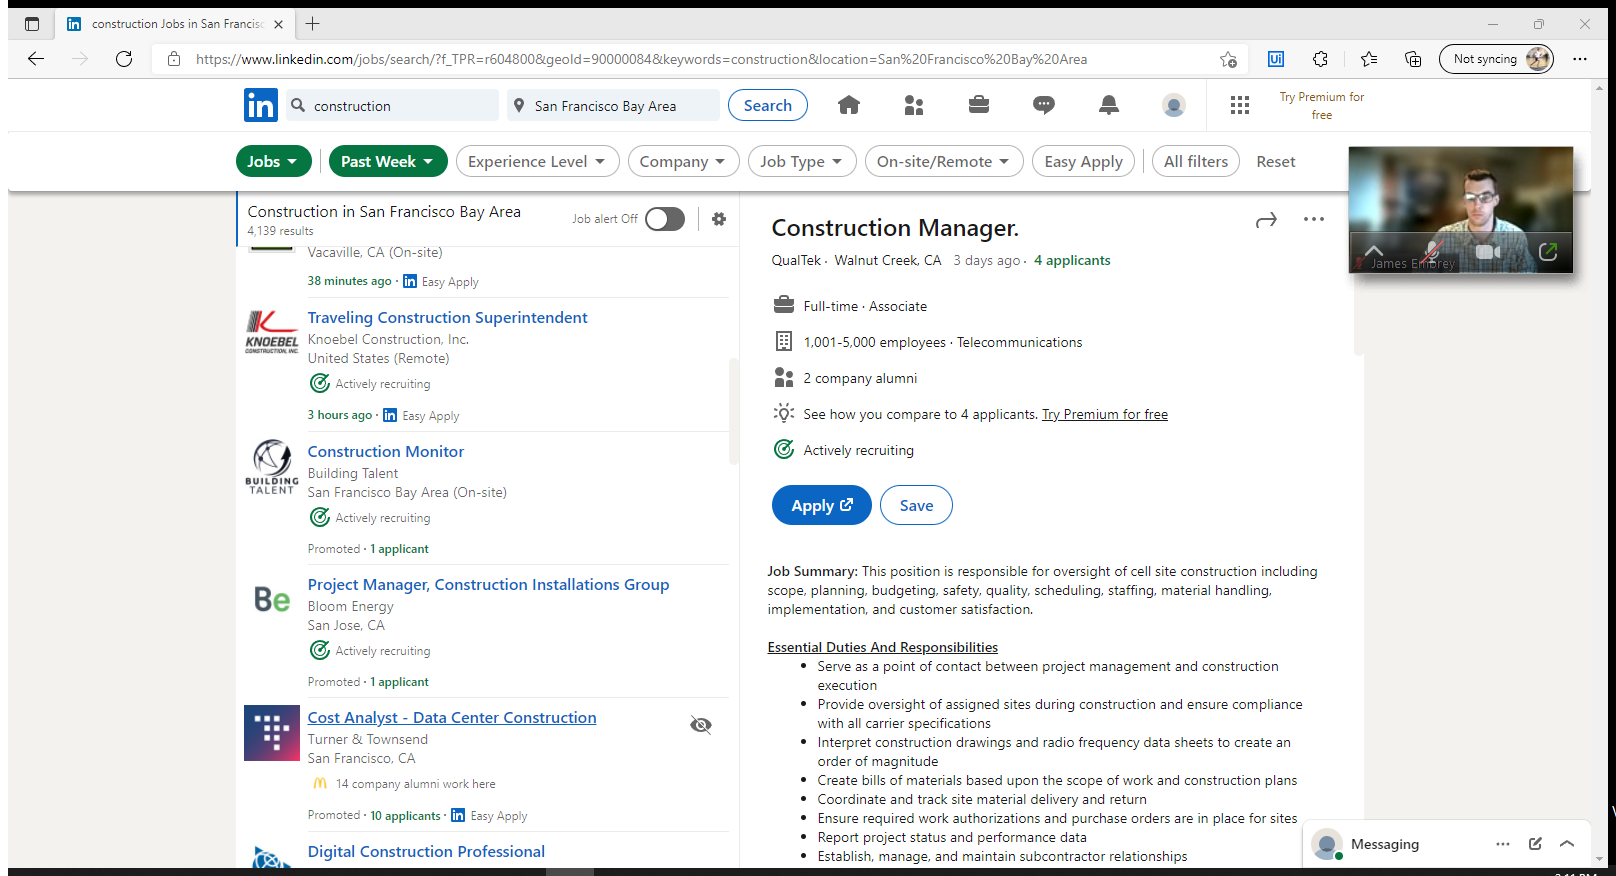 construction Jobs in San Francisc
https://www.linkedin.com/jobs/search/?f_TPR=r604800&geoId=90000084&keywords=construction&location=San%20Francisco%20Bay%20Area
Ui
Not syncing
in
construction
San Francisco Bay Area
Search
Try Premium for
free
Jobs
Past Week
Experience Level
Company
Job Type
On-site/Remote
Easy Apply
All filters
Reset
Construction in San Francisco Bay Area
4,139 results
Job alert Off
Vacaville, CA (On-site)
38 minutes ago · in Easy Apply
KNOEBEL
CONSTRUCTION, INC.
Traveling Construction Superintendent
Knoebel Construction, Inc.
United States (Remote)
Actively recruiting
3 hours ago · in Easy Apply
BUILDING
TALENT
Construction Monitor
Building Talent
San Francisco Bay Area (On-site)
Actively recruiting
Promoted · 1 applicant
Be
Project Manager, Construction Installations Group
Bloom Energy
San Jose, CA
Actively recruiting
Promoted · 1 applicant
Cost Analyst - Data Center Construction
Turner & Townsend
San Francisco, CA
14 company alumni work here
Promoted · 10 applicants · in Easy Apply
Digital Construction Professional
Construction Manager.
QualTek · Walnut Creek, CA 3 days ago · 4 applicants
Full-time · Associate
1,001-5,000 employees · Telecommunications
2 company alumni
See how you compare to 4 applicants. Try Premium for free
Actively recruiting
Apply
Save
Job Summary: This position is responsible for oversight of cell site construction including
scope, planning, budgeting, safety, quality, scheduling, staffing, material handling,
implementation, and customer satisfaction.
Essential Duties And Responsibilities
• Serve as a point of contact between project management and construction
execution
• Provide oversight of assigned sites during construction and ensure compliance
with all carrier specifications
• Interpret construction drawings and radio frequency data sheets to create an
order of magnitude
• Create bills of materials based upon the scope of work and construction plans
• Coordinate and track site material delivery and return
• Ensure required work authorizations and purchase orders are in place for sites
• Report project status and performance data
• Establish, manage, and maintain subcontractor relationships
James Embrey
Messaging